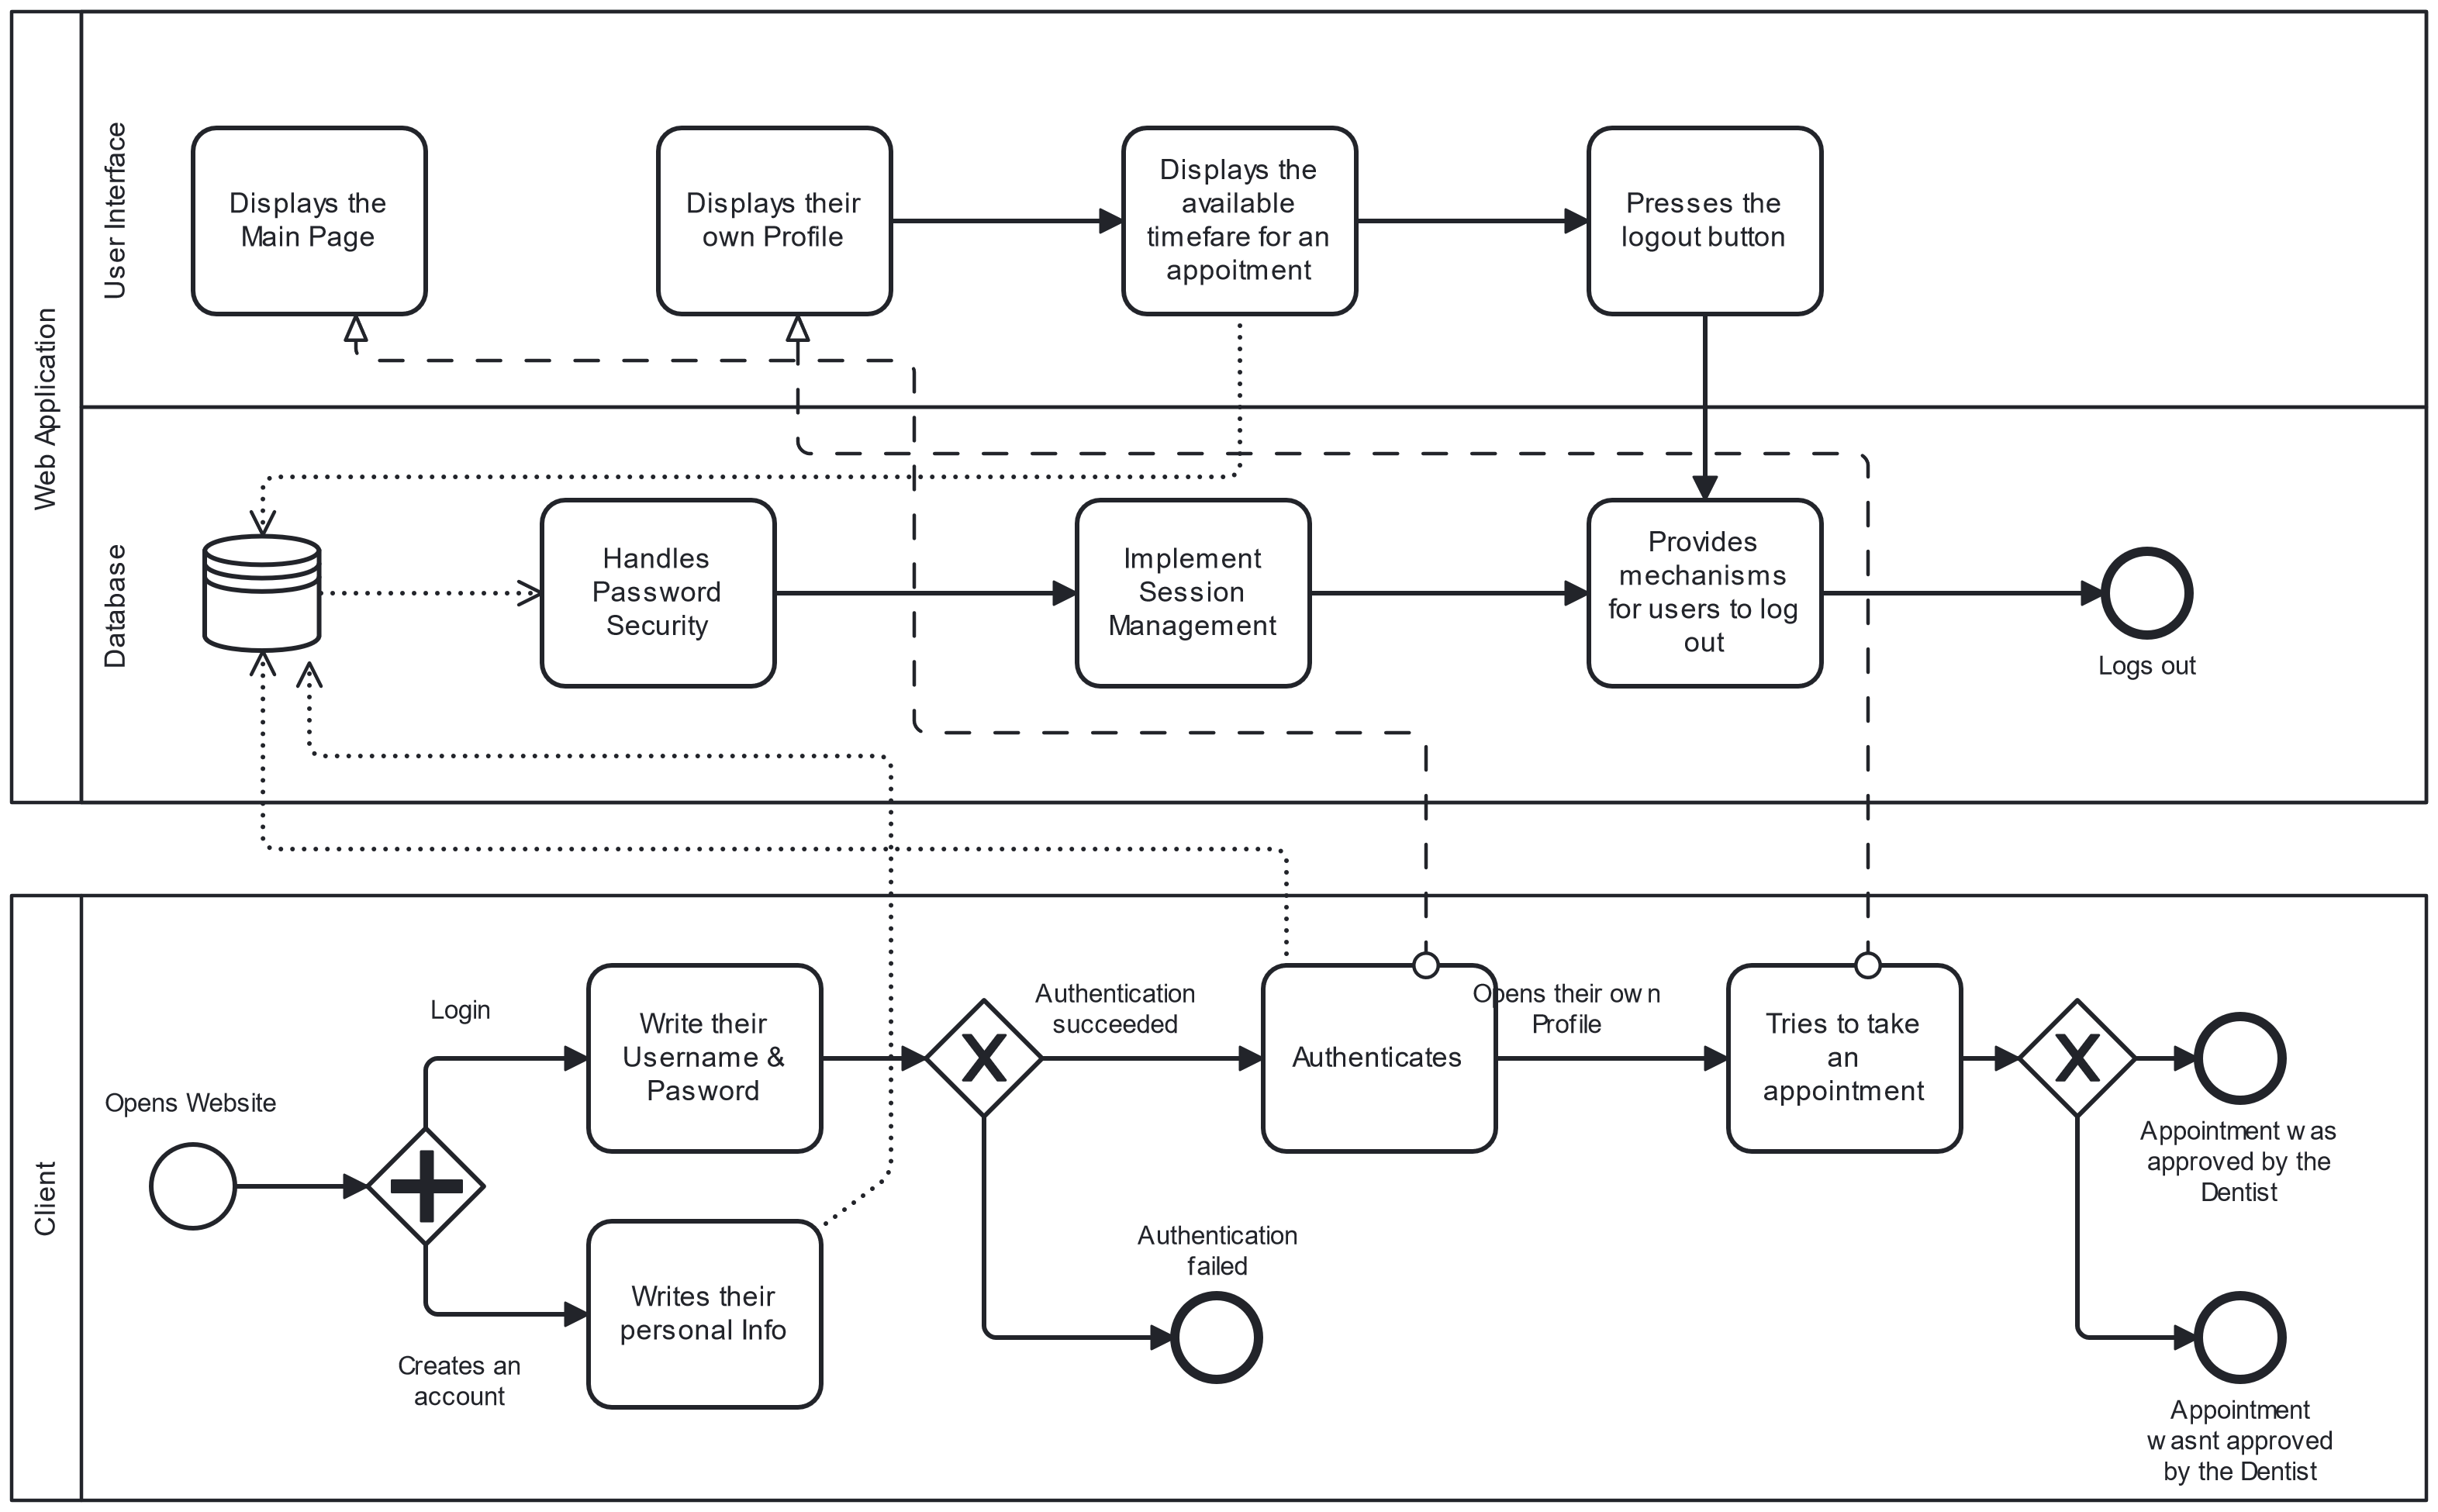 Web Application
User Interface
Displays the
Main Page
Displays their
own Profile
Displays the
available
timefare for an
appoitment
Presses the
logout button
Database
Handles
Password
Security
Implement
Session
Management
Provides
mechanisms
for users to log
out
Logs out
Client
Opens Website
Login
Creates an
account
Write their
Username &
Pasword
Writes their
personal Info
Authentication
succeeded
Authentication
failed
Authenticates
Opens their own
Profile
Tries to take
an
appointment
Appointment was
approved by the
Dentist
Appointment
wasnt approved
by the Dentist